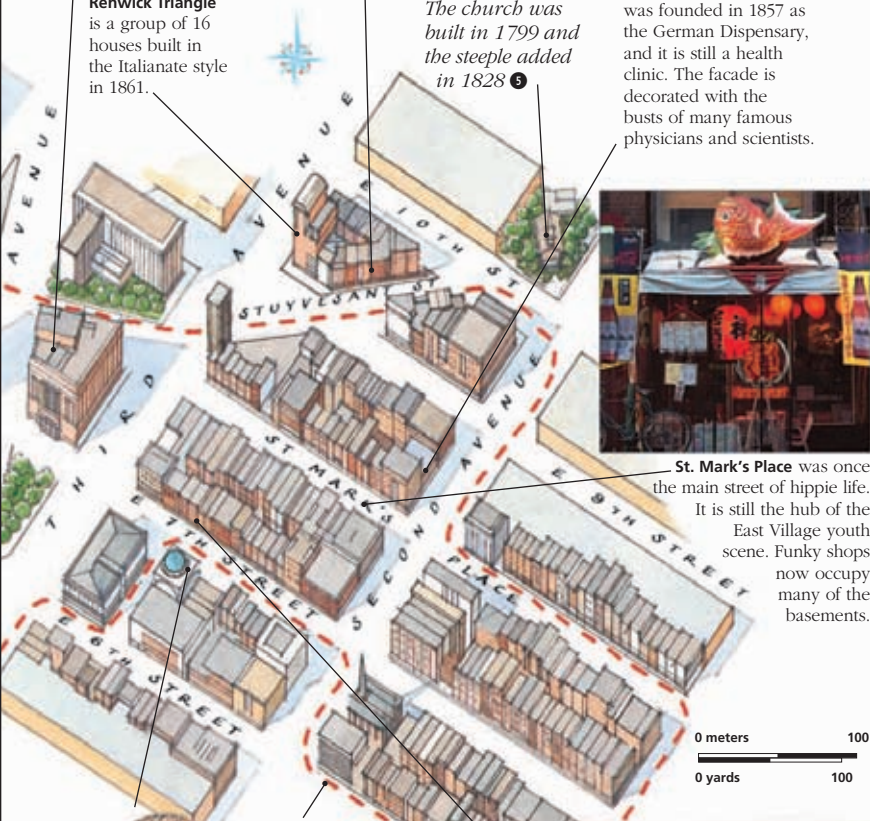 Renwick Triangle
is a group of 16
houses built in
the Italianate style
in 1861.
The church was
built in 1799 and
the steeple added
in 1828 5
was founded in 1857 as
the German Dispensary,
and it is still a health
clinic. The facade is
decorated with the
busts of many famous
physicians and scientists.
AVENUE
AVENUE
E 10TH ST
STUYVESANT ST
THIRD
ST MARK'S
SECOND AVENUE
E 9TH STREET
E 7TH STREET
PLACE
E 6TH STREET
St. Mark's Place was once
the main street of hippie life.
It is still the hub of the
East Village youth
scene. Funky shops
now occupy
many of the
basements.
0 meters 100
0 yards 100